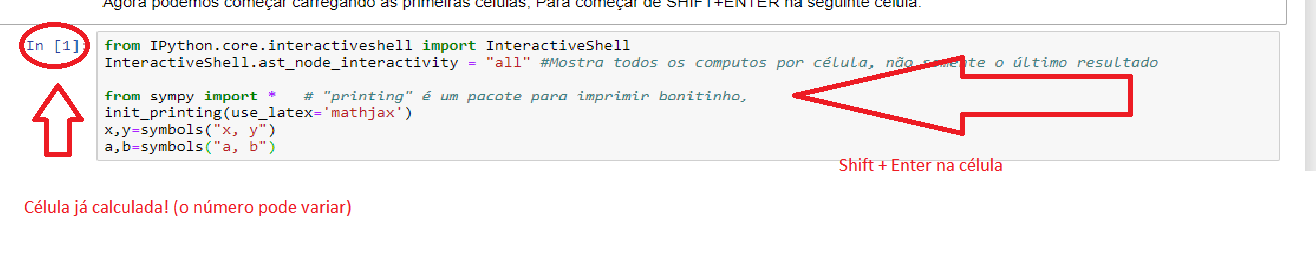 Agora podemos começar carregando as primeiras células, Para começar de SHIFT+ENTER na seguinte célula.
In [1]:
from IPython.core.interactiveshell import InteractiveShell
InteractiveShell.ast_node_interactivity = "all" #Mostra todos os computos por célula, não somente o último resultado
from sympy import *   # "printing" é um pacote para imprimir bonitinho,
init_printing(use_latex='mathjax')
x,y=symbols("x, y")
a,b=symbols("a, b")
Shift + Enter na célula
Célula já calculada! (o número pode variar)